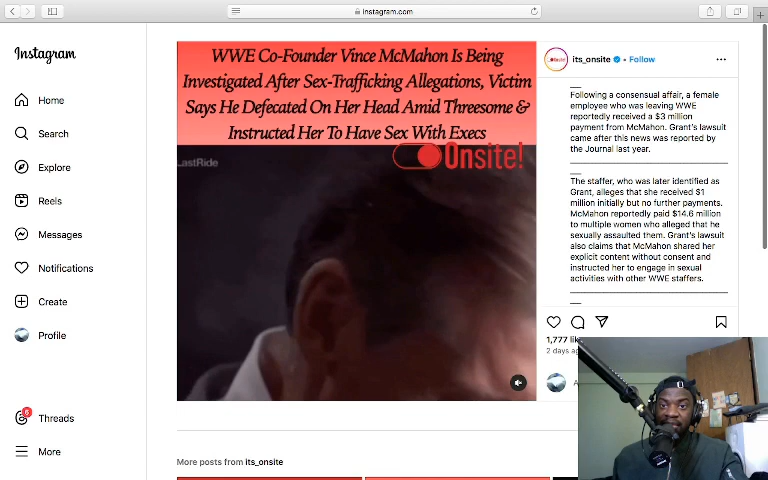 instagram.com
Instagram
Home
Search
Explore
Reels
Messages
Notifications
Create
Profile
6
Threads
More
WWE Co-Founder Vince McMahon Is Being
Investigated After Sex-Trafficking Allegations, Victim
Says He Defecated On Her Head Amid Threesome &
Instructed Her To Have Sex With Execs
LastRide
Onsite!
its_onsite • Follow
Following a consensual affair, a female
employee who was leaving WWE
reportedly received a $3 million
payment from McMahon. Grant's lawsuit
came after this news was reported by
the Journal last year.
The staffer, who was later identified as
Grant, alleges that she received $1
million initially but no further payments.
McMahon reportedly paid $14.6 million
to multiple women who alleged that he
sexually assaulted them. Grant's lawsuit
also claims that McMahon shared her
explicit content without consent and
instructed her to engage in sexual
activities with other WWE staffers.
1,777 lik
2 days ag
A
More posts from its_onsite